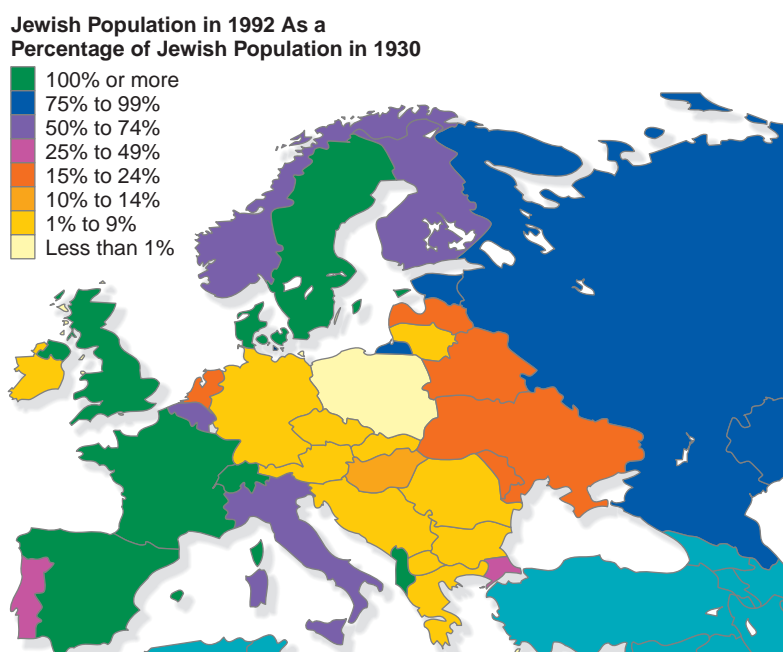 Jewish Population in 1992 As a
Percentage of Jewish Population in 1930
100% or more
75% to 99%
50% to 74%
25% to 49%
15% to 24%
10% to 14%
1% to 9%
Less than 1%